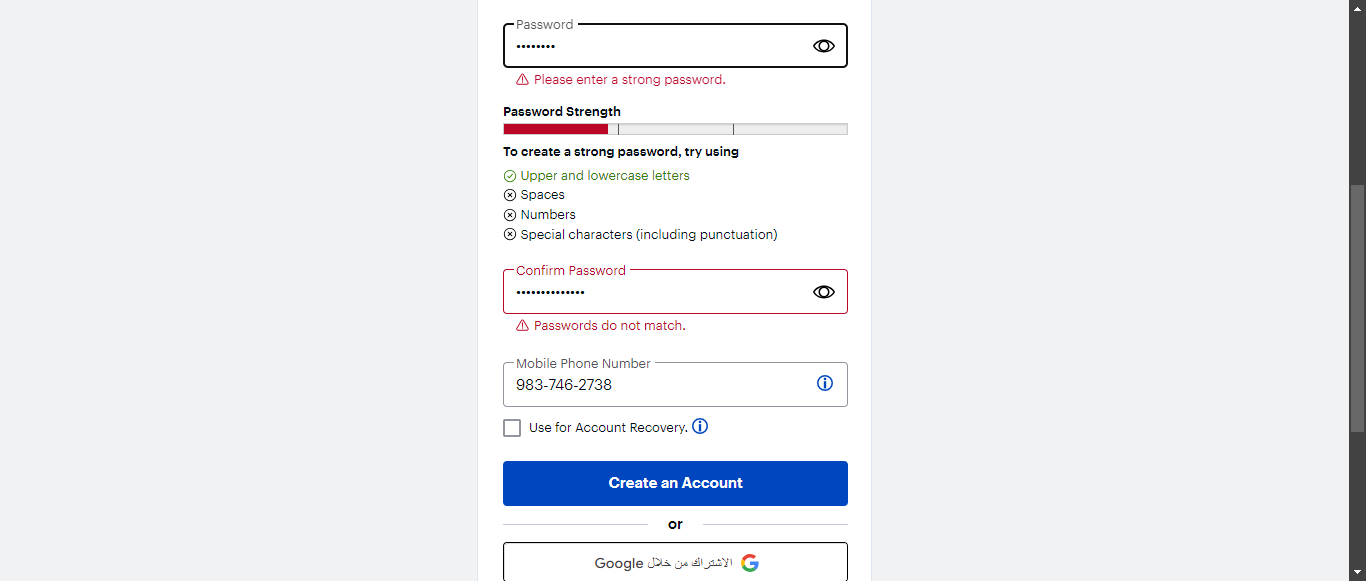 Password
••••••••
Please enter a strong password.
Password Strength
To create a strong password, try using
Upper and lowercase letters
Spaces
Numbers
Special characters (including punctuation)
Confirm Password
••••••••••••••
Passwords do not match.
Mobile Phone Number
983-746-2738
Use for Account Recovery.
Create an Account
or
الاشتراك من خلال Google